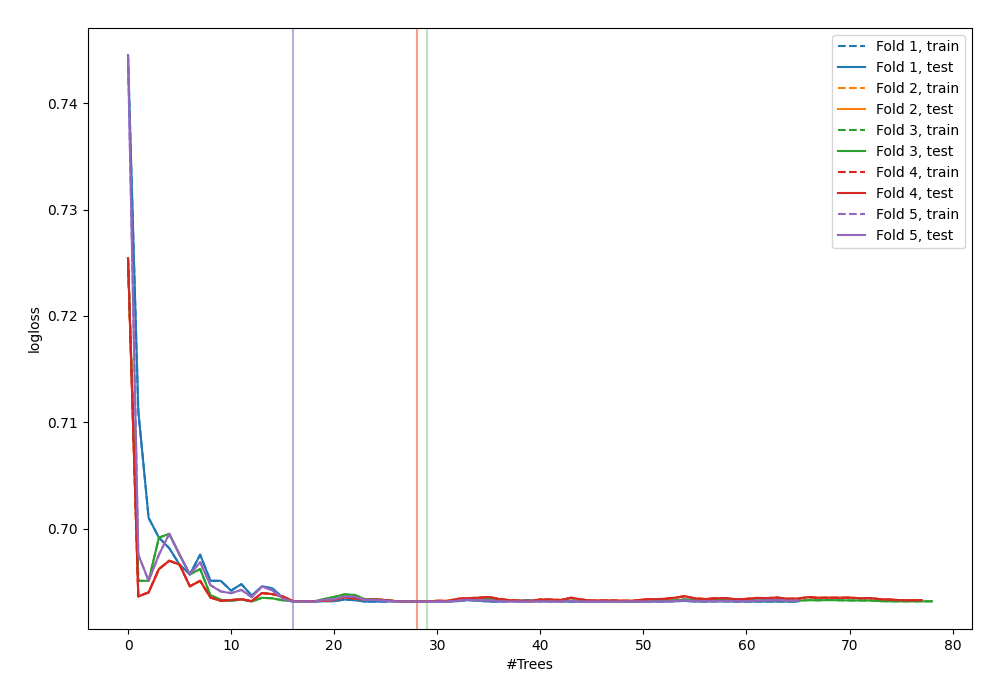 Fold 1, train
Fold 1, test
Fold 2, train
Fold 2, test
Fold 3, train
Fold 3, test
Fold 4, train
Fold 4, test
Fold 5, train
Fold 5, test
0.74
0.73
0.72
0.71
0.70
logloss
0 10 20 30 40 50 60 70 80
#Trees